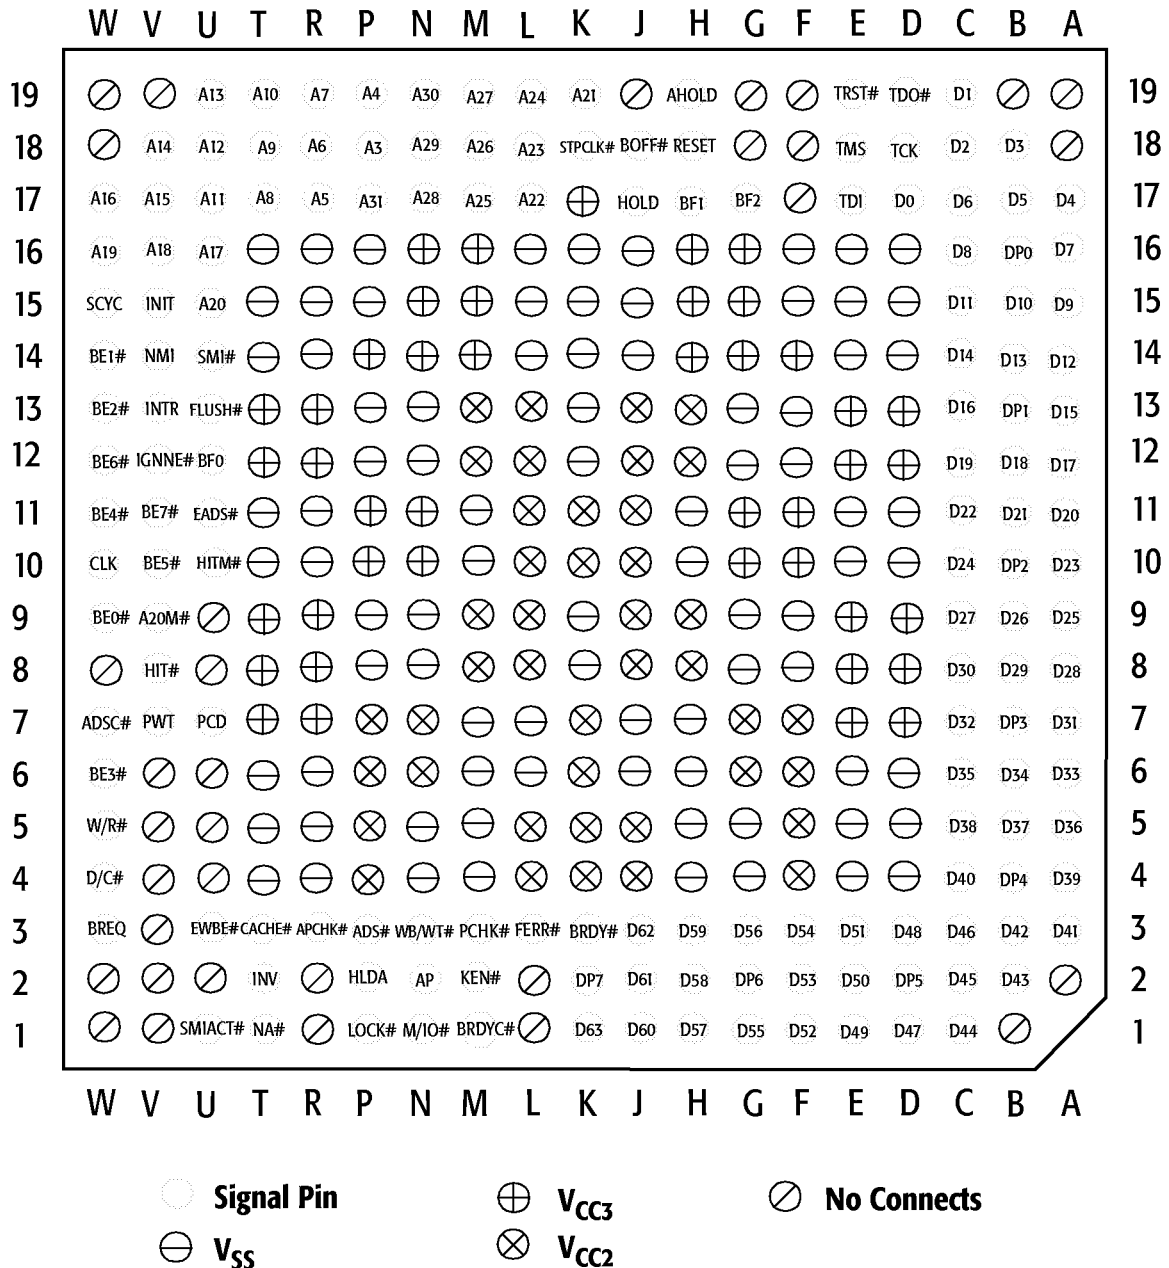 W V U T R P N M L K J H G F E D C B A
19 A13 A10 A7 A4 A30 A27 A24 A21 AHOLD TRST# TDO# D1 19
18 A14 A12 A9 A6 A3 A29 A26 A23 STPCLK# BOFF# RESET TMS TCK D2 D3 18
17 A16 A15 A11 A8 A5 A31 A28 A25 A22 HOLD BF1 BF2 TDI D0 D6 D5 D4 17
16 A19 A18 A17 D8 DP0 D7 16
15 SCYC INIT A20 D11 D10 D9 15
14 BE1# NMI SMI# D14 D13 D12 14
13 BE2# INTR FLUSH# D16 DP1 D15 13
12 BE6# IGNNE# BF0 D19 D18 D17 12
11 BE4# BE7# EADS# D22 D21 D20 11
10 CLK BE5# HITM# D24 DP2 D23 10
9 BE0# A20M# D27 D26 D25 9
8 HIT# D30 D29 D28 8
7 ADSC# PWT PCD D32 DP3 D31 7
6 BE3# D35 D34 D33 6
5 W/R# D38 D37 D36 5
4 D/C# D40 DP4 D39 4
3 BREQ EWBE# CACHE# APCHK# ADS# WB/WT# PCHK# FERR# BRDY# D62 D59 D56 D54 D51 D48 D46 D42 D41 3
2 INV HLDA AP KEN# DP7 D61 D58 DP6 D53 D50 DP5 D45 D43 2
1 SMIACT# NA# LOCK# M/IO# BRDYC# D63 D60 D57 D55 D52 D49 D47 D44 1
W V U T R P N M L K J H G F E D C B A
Signal Pin VCC3 No Connects
VSS VCC2